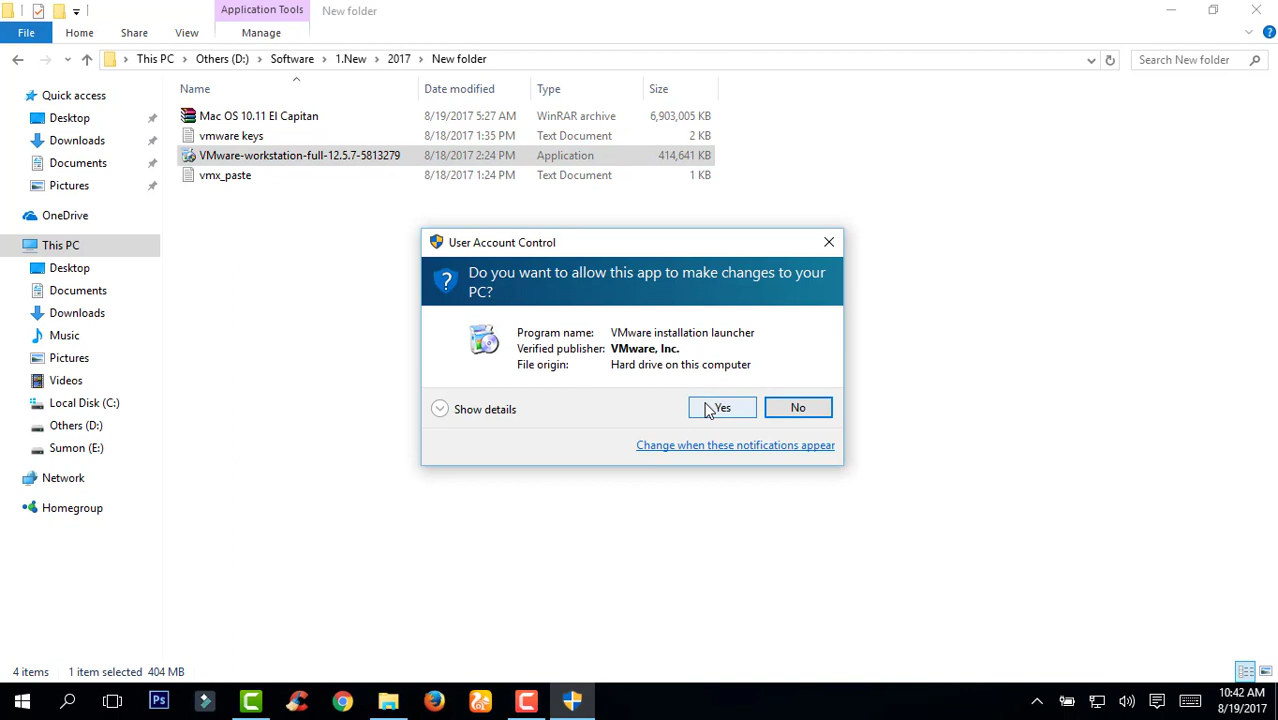 Application Tools
New folder
File
Home
Share
View
Manage
This PC
Others (D:)
Software
1.New
2017
New folder
Search New folder
Name
Date modified
Type
Size
Mac OS 10.11 El Capitan
8/19/2017 5:27 AM
WinRAR archive
6,903,005 KB
vmware keys
8/18/2017 1:35 PM
Text Document
2 KB
VMware-workstation-full-12.5.7-5813279
8/18/2017 2:24 PM
Application
414,641 KB
vmx_paste
8/18/2017 1:24 PM
Text Document
1 KB
Quick access
Desktop
Downloads
Documents
Pictures
OneDrive
This PC
Desktop
Documents
Downloads
Music
Pictures
Videos
Local Disk (C:)
Others (D:)
Sumon (E:)
Network
Homegroup
User Account Control
Do you want to allow this app to make changes to your
PC?
Program name: VMware installation launcher
Verified publisher: VMware, Inc.
File origin: Hard drive on this computer
Show details
Yes
No
Change when these notifications appear
4 items
1 item selected 404 MB
Ps
10:42 AM
8/19/2017